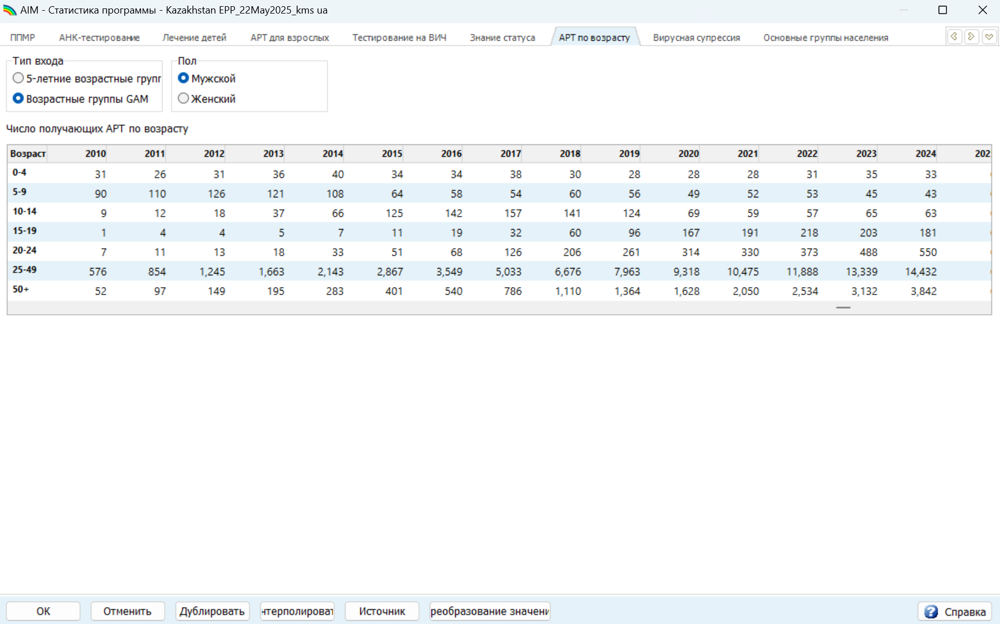 AIM - Статистика программы - Kazakhstan EPP_22May2025_kms ua
ППМР АНК-тестирование Лечение детей АРТ для взрослых Тестирование на ВИЧ Знание статуса АРТ по возрасту Вирусная супрессия Основные группы населения
Тип входа Пол
5-летние возрастные групп Мужской
Возрастные группы GAM Женский
Число получающих АРТ по возрасту
Возраст 2010 2011 2012 2013 2014 2015 2016 2017 2018 2019 2020 2021 2022 2023 2024 202
0-4 31 26 31 36 40 34 34 38 30 28 28 28 31 35 33
5-9 90 110 126 121 108 64 58 54 60 56 49 52 53 45 43
10-14 9 12 18 37 66 125 142 157 141 124 69 59 57 65 63
15-19 1 4 4 5 7 11 19 32 60 96 167 191 218 203 181
20-24 7 11 13 18 33 51 68 126 206 261 314 330 373 488 550
25-49 576 854 1,245 1,663 2,143 2,867 3,549 5,033 6,676 7,963 9,318 10,475 11,888 13,339 14,432
50+ 52 97 149 195 283 401 540 786 1,110 1,364 1,628 2,050 2,534 3,132 3,842
ОК Отменить Дублировать нтерполироват Источник реобразование значени Справка